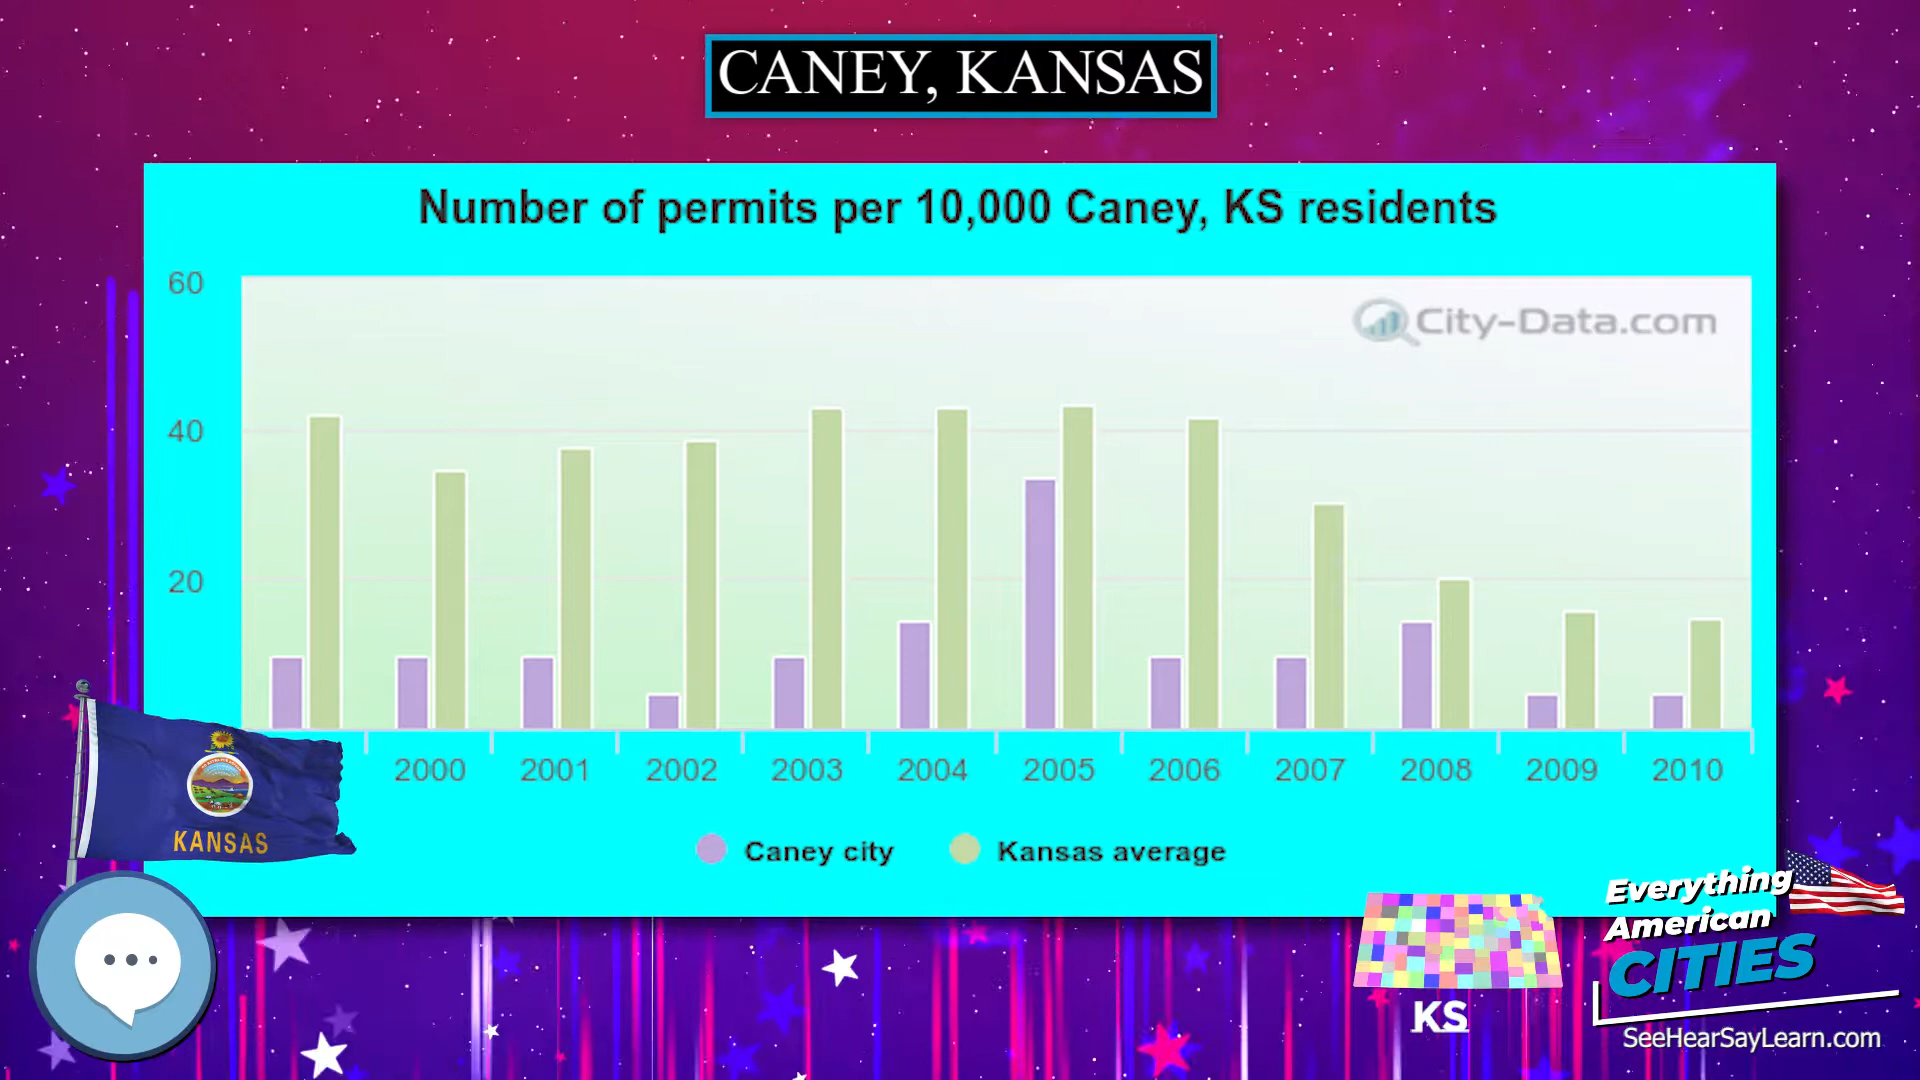 CANEY, KANSAS
Number of permits per 10,000 Caney, KS residents
City-Data.com
60
40
20
2000 2001 2002 2003 2004 2005 2006 2007 2008 2009 2010
Caney city Kansas average
KANSAS
KS
Everything
American
CITIES
SeeHearSayLearn.com